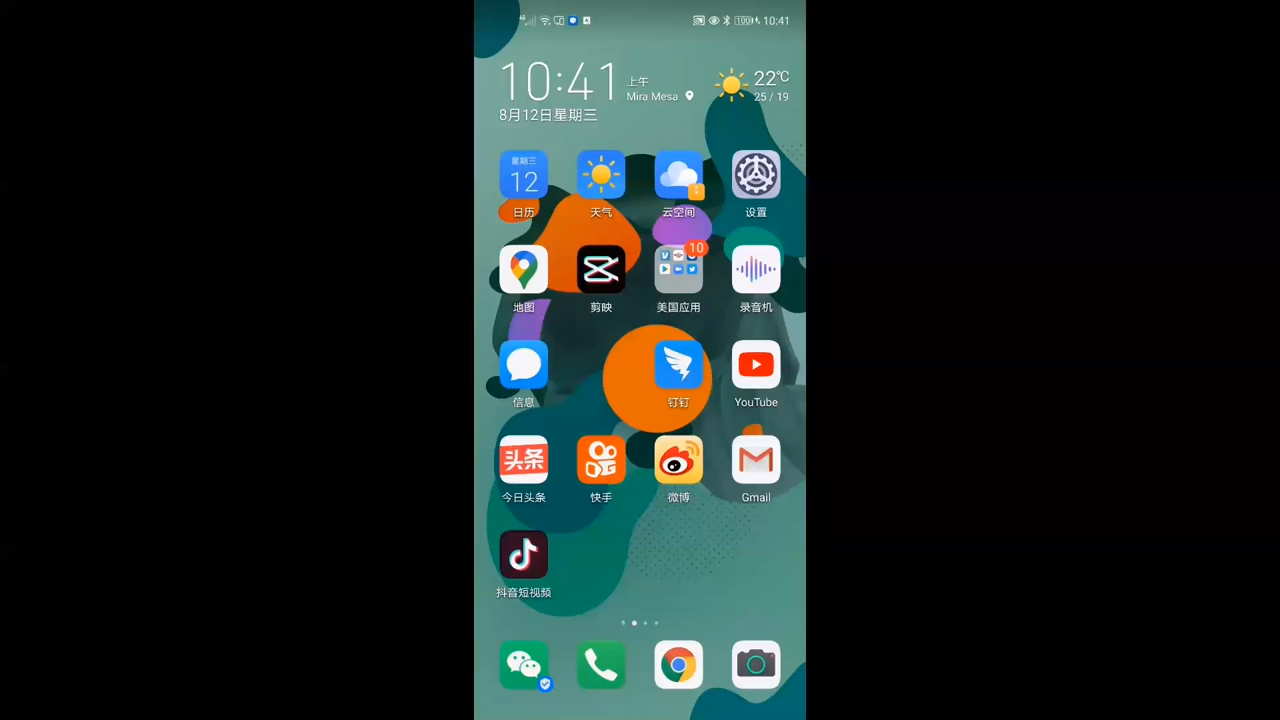 10:41
10:41
上午
Mira Mesa
8月12日星期三
22℃
25 / 19
星期三
12
日历
天气
云空间
设置
地图
剪映
10
美国应用
录音机
信息
钉钉
YouTube
头条
今日头条
快手
微博
Gmail
抖音短视频